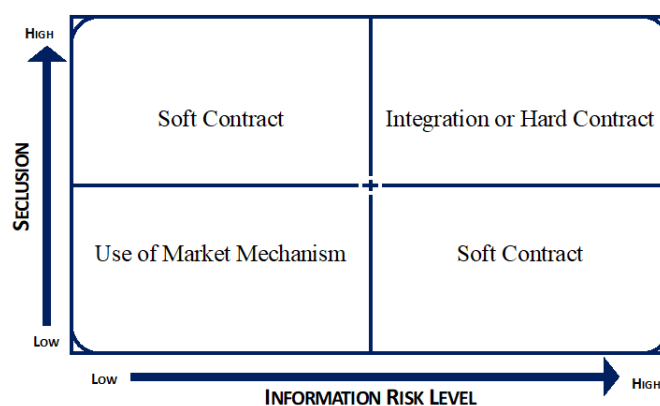 HIGH
Soft Contract
Integration or Hard Contract
SECLUSION
Use of Market Mechanism
Soft Contract
LOW
LOW
HIGH
INFORMATION RISK LEVEL